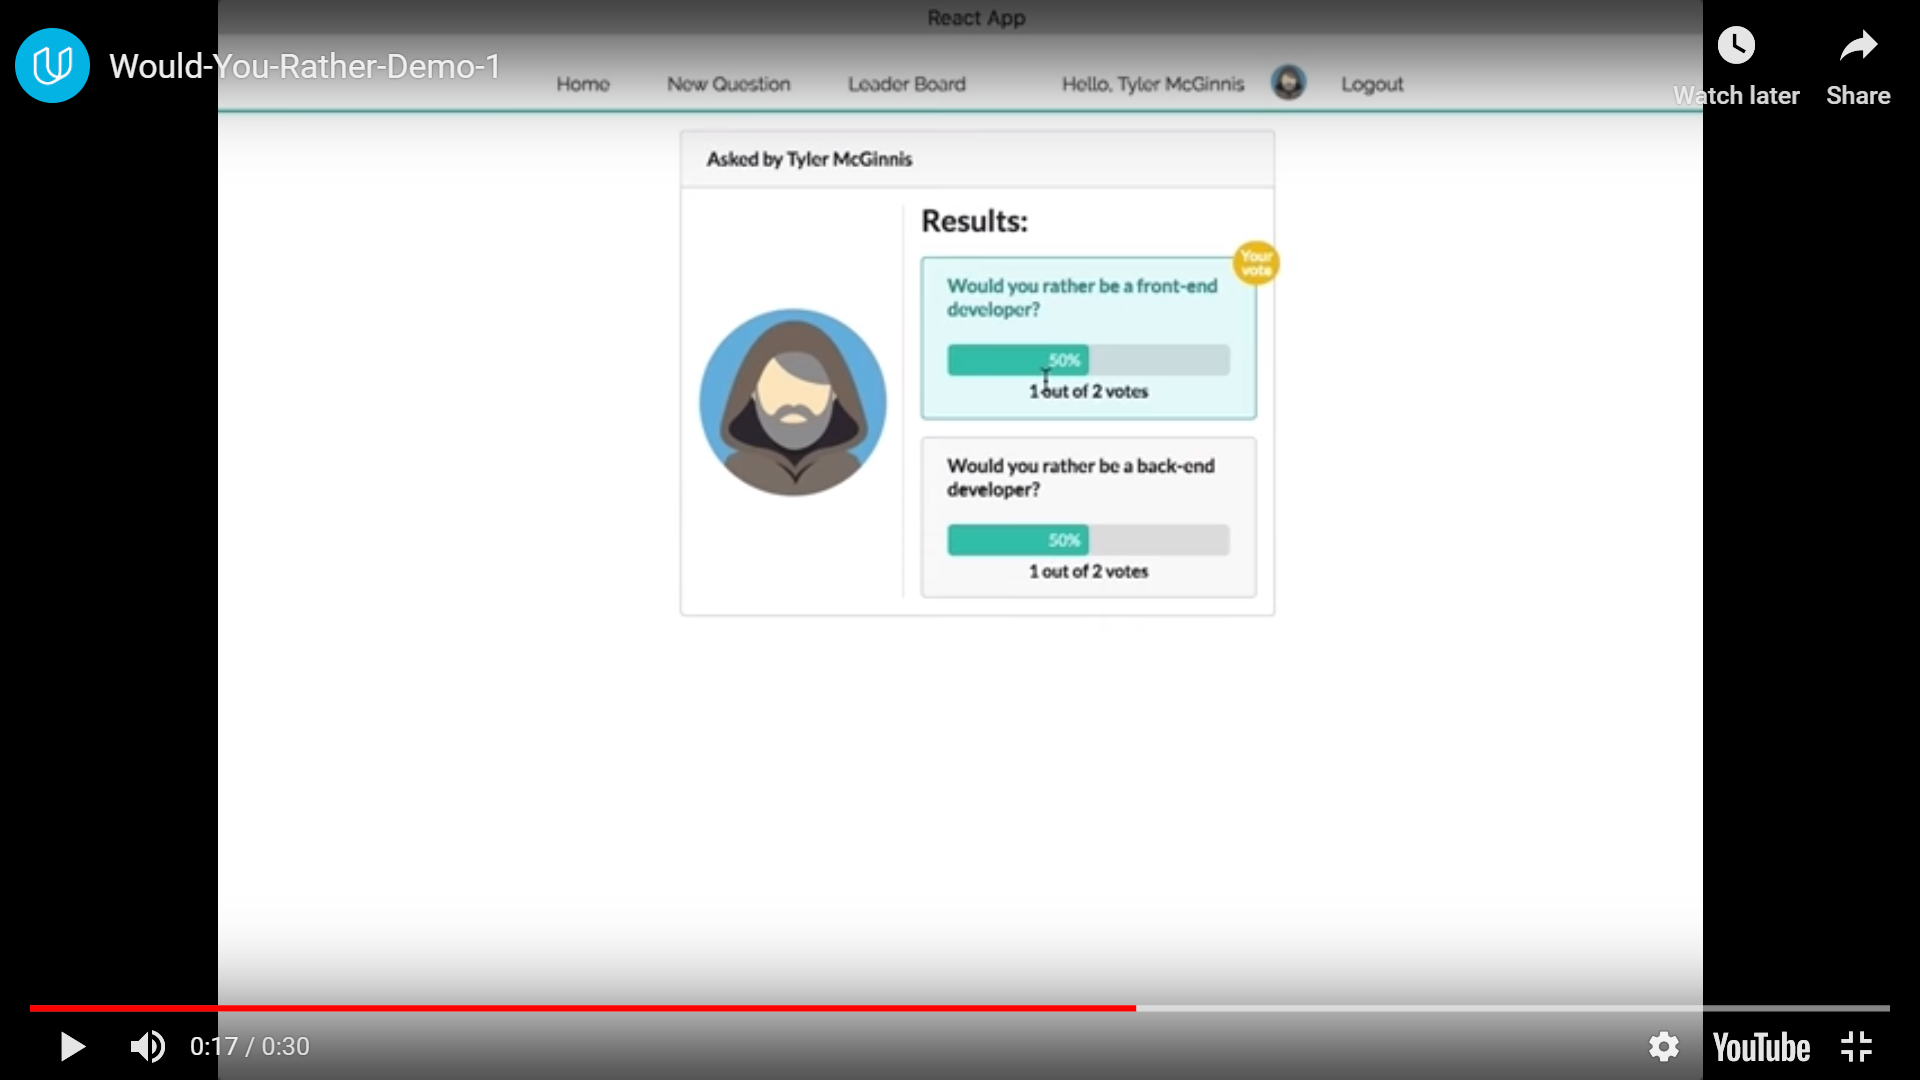 React App
Would-You-Rather-Demo-1
Home New Question Leader Board Hello, Tyler McGinnis Logout
Watch later Share
Asked by Tyler McGinnis
Results:
Your
vote
Would you rather be a front-end
developer?
50%
1 out of 2 votes
Would you rather be a back-end
developer?
50%
1 out of 2 votes
0:17 / 0:30
YouTube